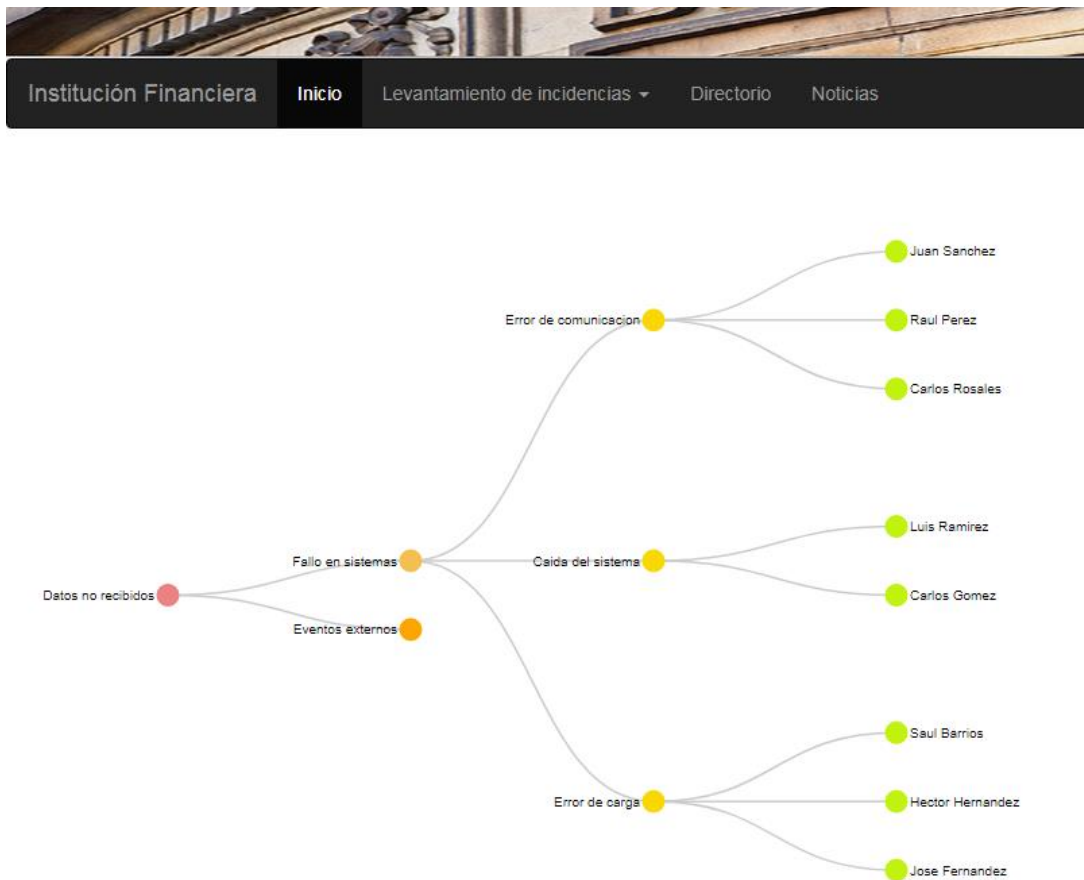 Institución Financiera Inicio Levantamiento de incidencias Directorio Noticias
Juan Sanchez
Error de comunicacion Raul Perez
Carlos Rosales
Luis Ramirez
Fallo en sistemas Caida del sistema
Datos no recibidos Carlos Gomez
Eventos externos
Saul Barrios
Error de carga Hector Hernandez
Jose Fernandez